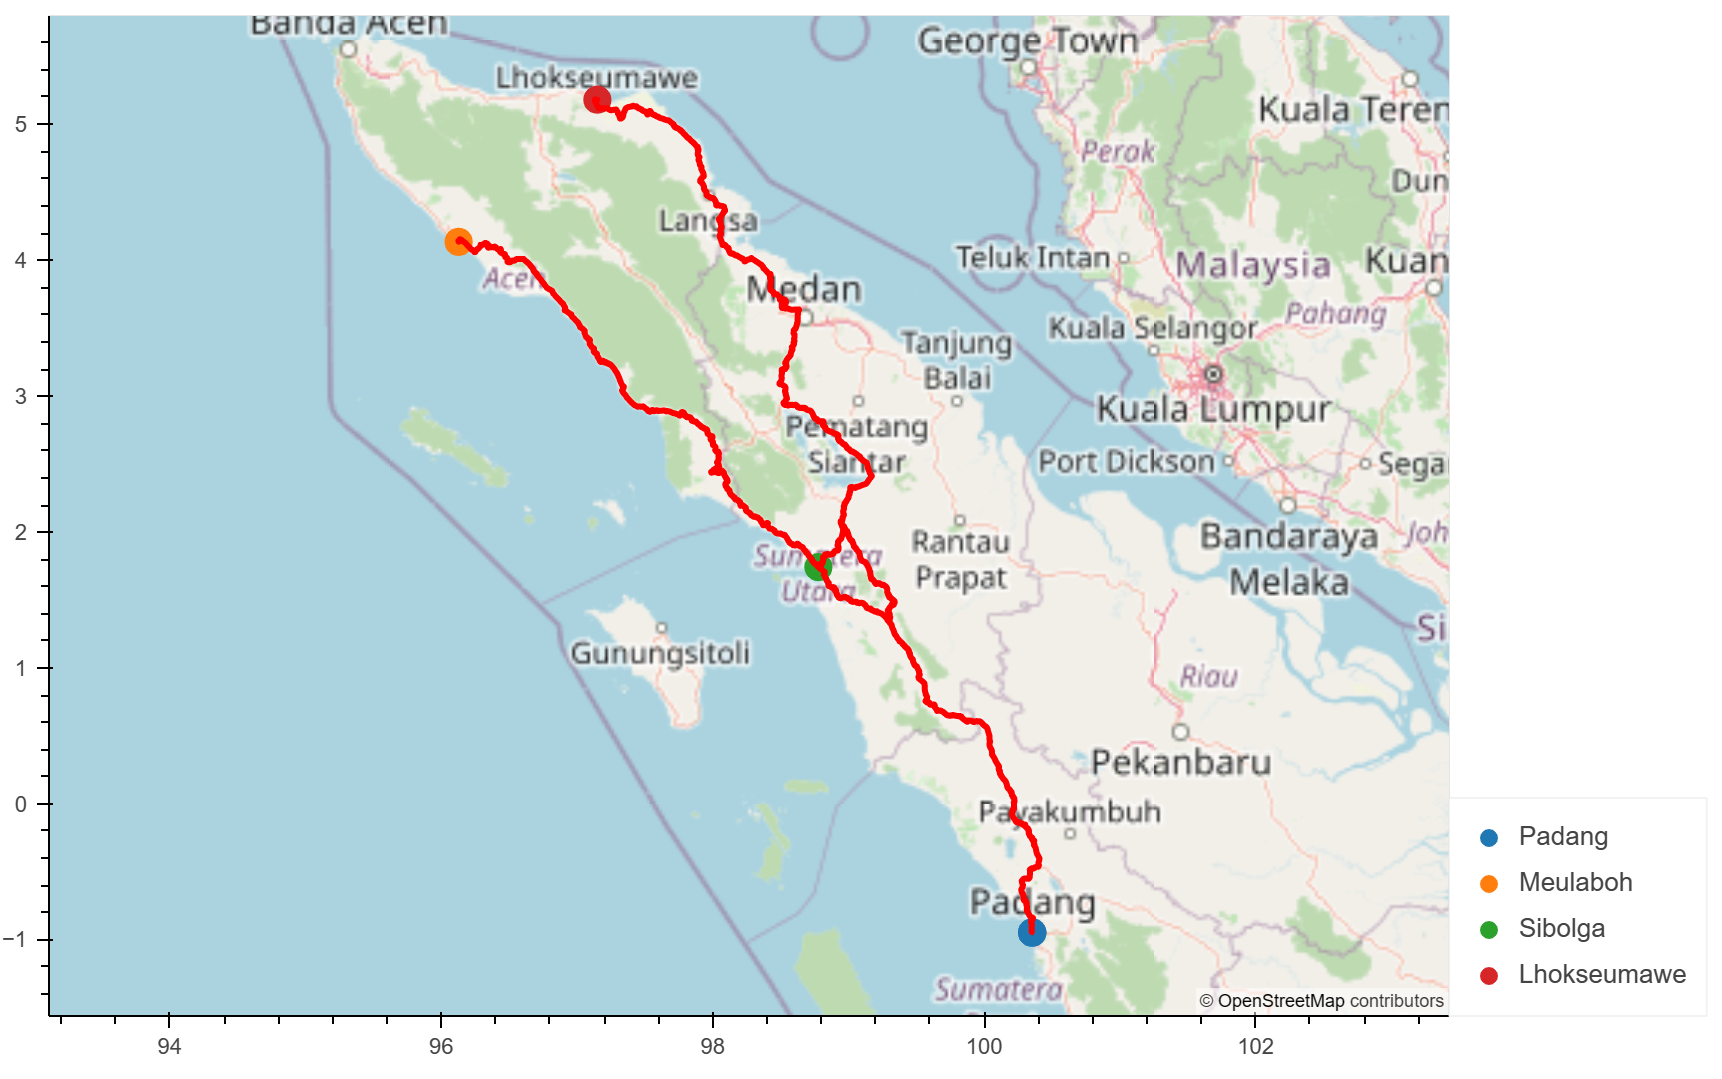 Banda Aceh
George Town
Lhokseumawe
Kuala Teren
Perak
Dun
Langsa
Teluk Intan
Malaysia
Kuan
Aceh
Medan
Pahang
Kuala Selangor
Tanjung
Balai
Kuala Lumpur
Pematang
Siantar
Port Dickson
Segar
Bandaraya
Melaka
Joh
Rantau
Prapat
Sumatera
Utara
Si
Gunungsitoli
Riau
Pekanbaru
Payakumbuh
Padang
Sumatera
© OpenStreetMap contributors
5
4
3
2
1
0
−1
94
96
98
100
102
Padang
Meulaboh
Sibolga
Lhokseumawe